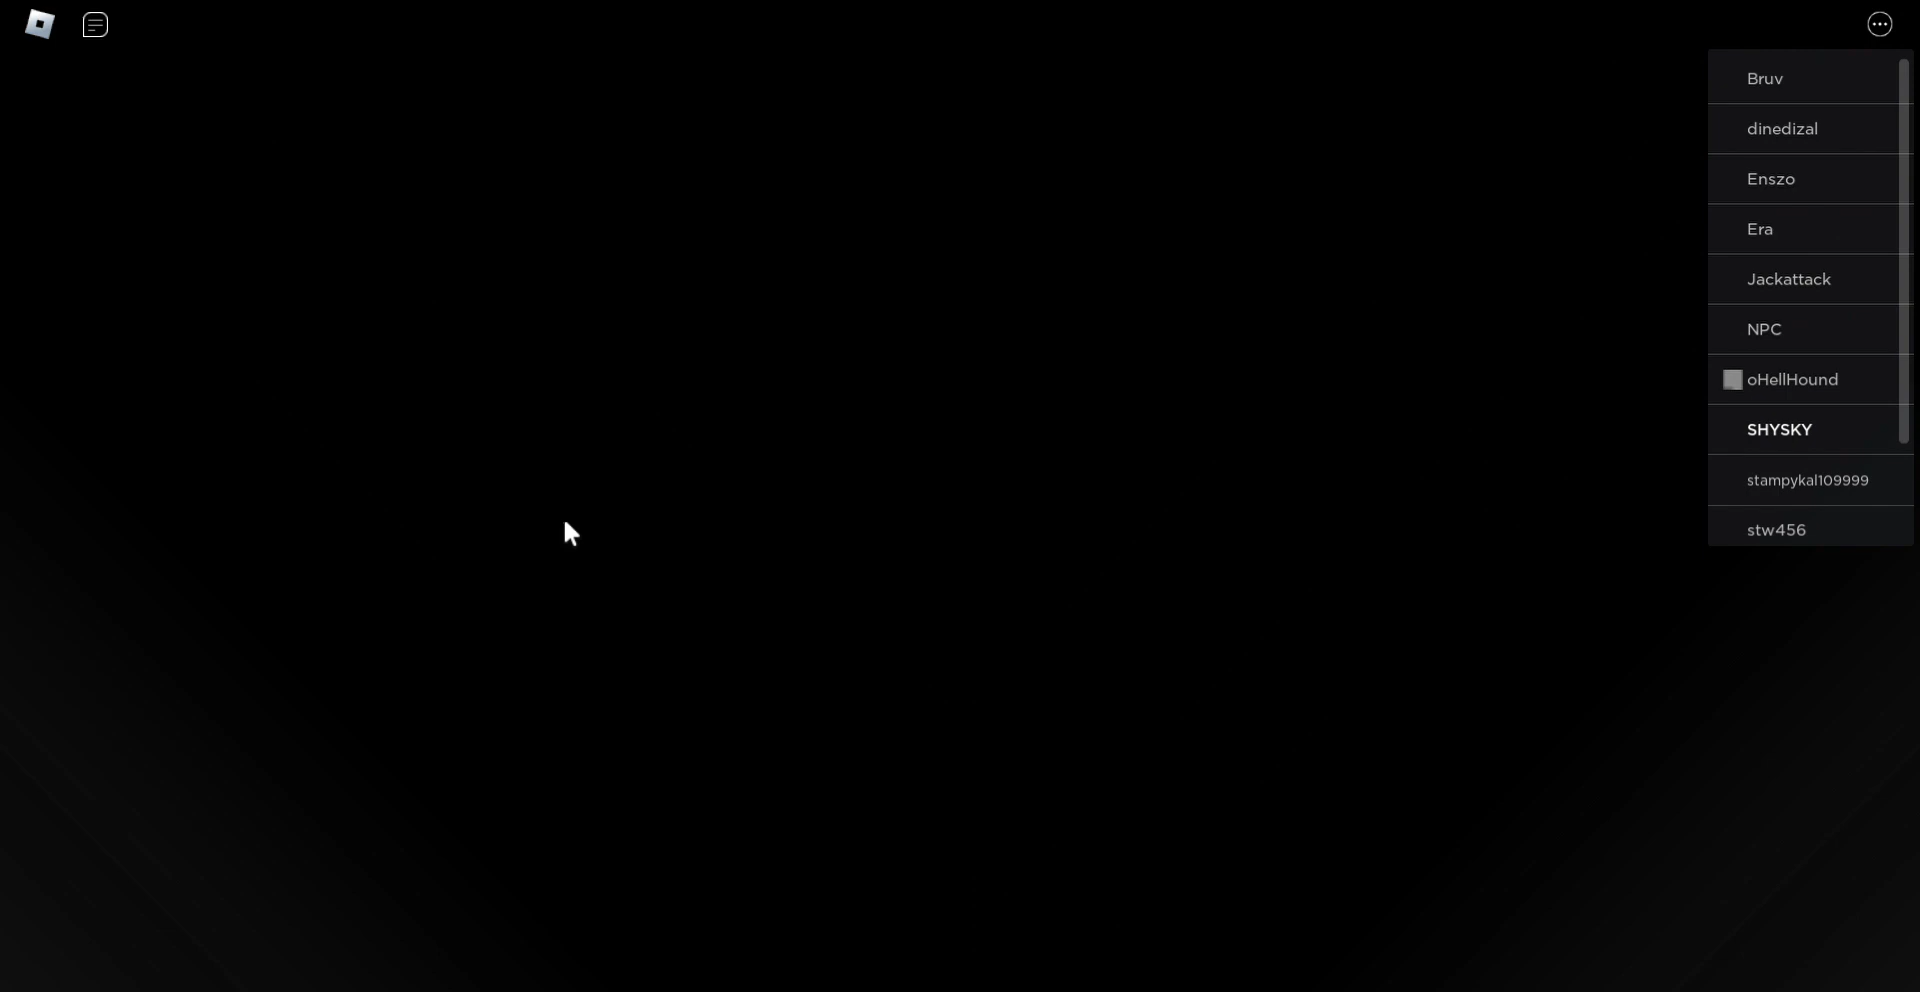 Bruv
dinedizal
Enszo
Era
Jackattack
NPC
oHellHound
SHYSKY
stampykal109999
stw456